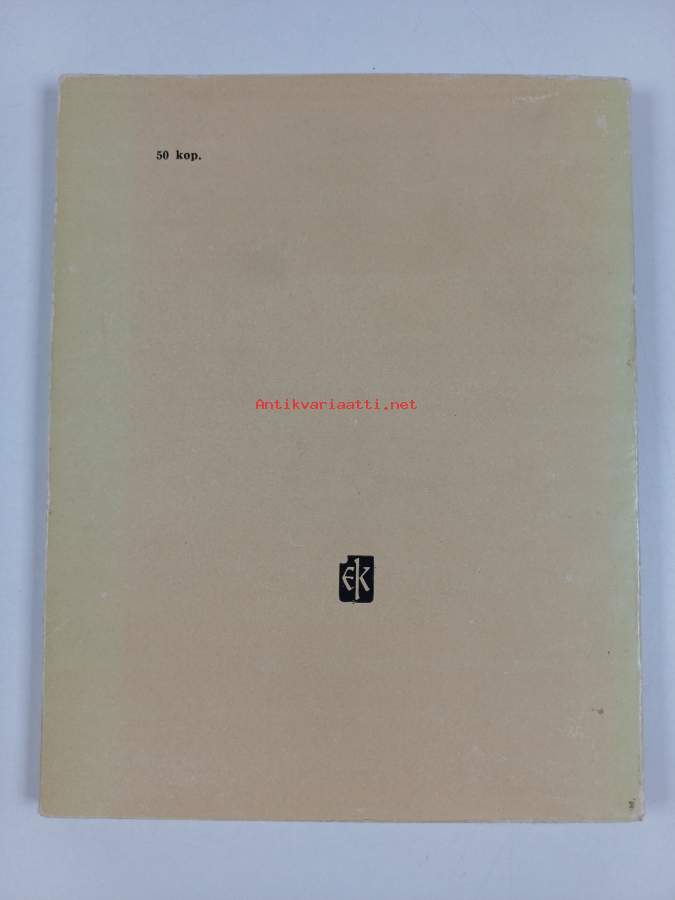 50 kop.
Antikvariaatti.net
EK